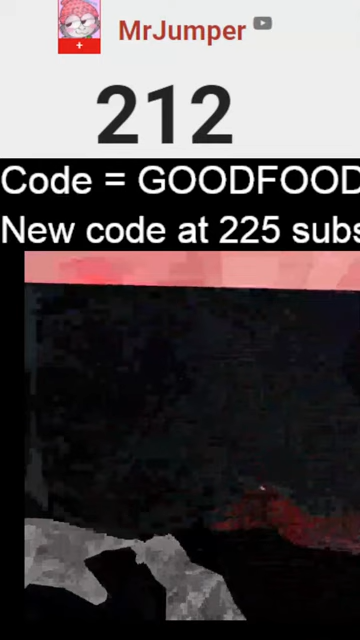 MrJumper
212
Code = GOODFOOD
New code at 225 subs